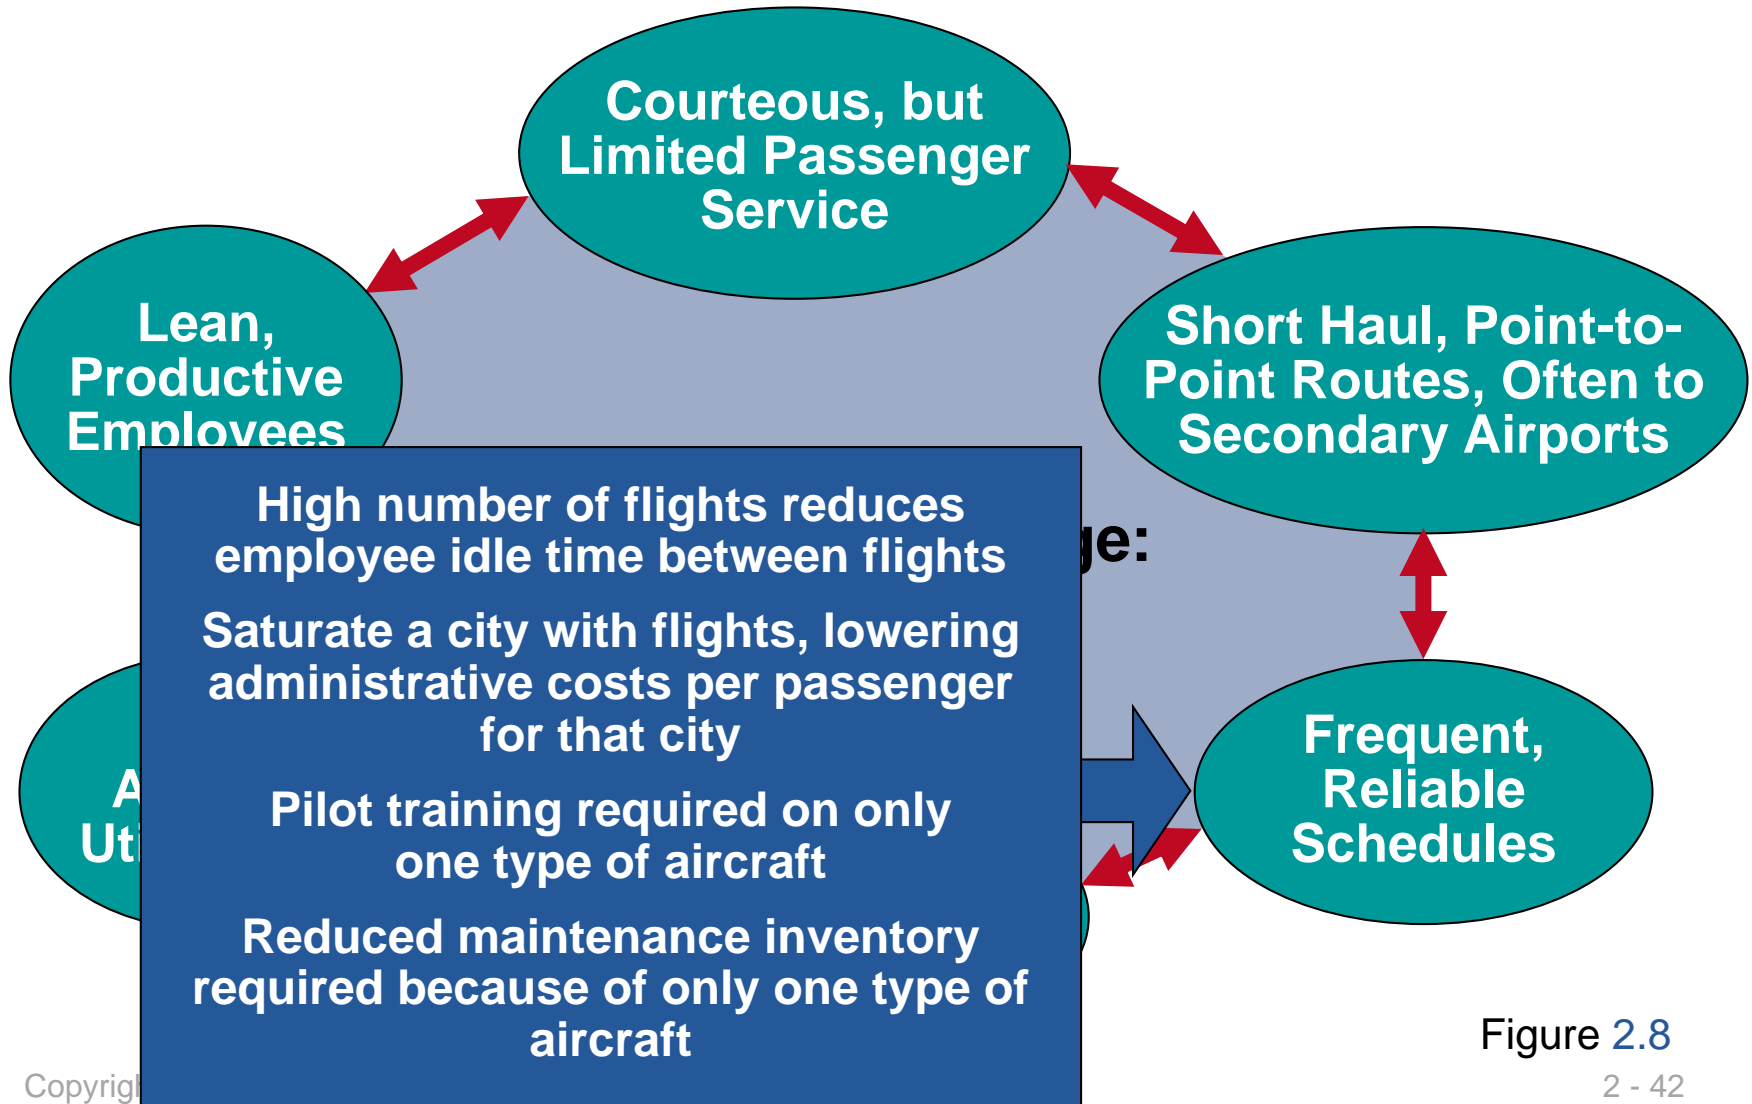 Courteous, but
Limited Passenger
Service
Lean,
Productive
Employees
Short Haul, Point-to-
Point Routes, Often to
Secondary Airports
High number of flights reduces
employee idle time between flights
ge:
Saturate a city with flights, lowering
administrative costs per passenger
for that city
Pilot training required on only
one type of aircraft
Reduced maintenance inventory
required because of only one type of
aircraft
A
Uti
Frequent,
Reliable
Schedules
Figure 2.8
Copyrigh
2 - 42